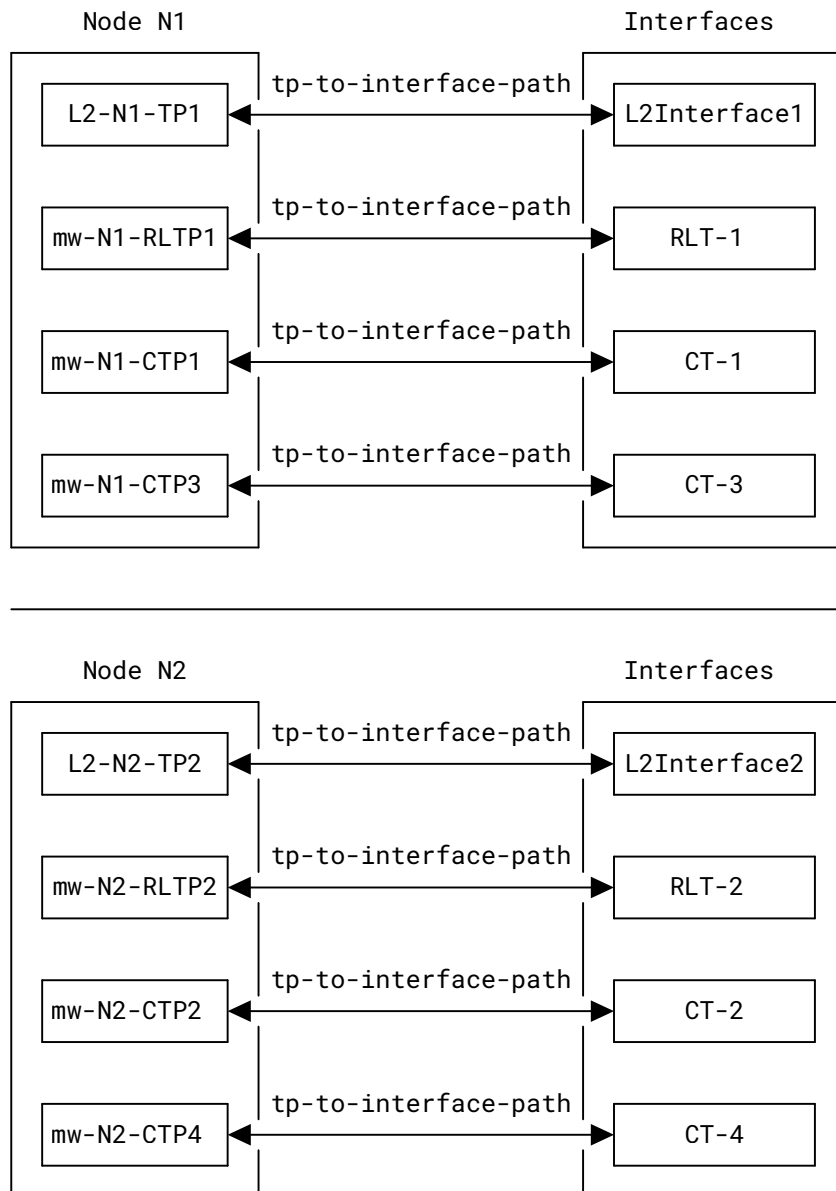 Node N1 Interfaces
tp-to-interface-path
L2-N1-TP1 L2Interface1
tp-to-interface-path
mw-N1-RLTP1 RLT-1
tp-to-interface-path
mw-N1-CTP1 CT-1
tp-to-interface-path
mw-N1-CTP3 CT-3
Node N2 Interfaces
tp-to-interface-path
L2-N2-TP2 L2Interface2
tp-to-interface-path
mw-N2-RLTP2 RLT-2
tp-to-interface-path
mw-N2-CTP2 CT-2
tp-to-interface-path
mw-N2-CTP4 CT-4